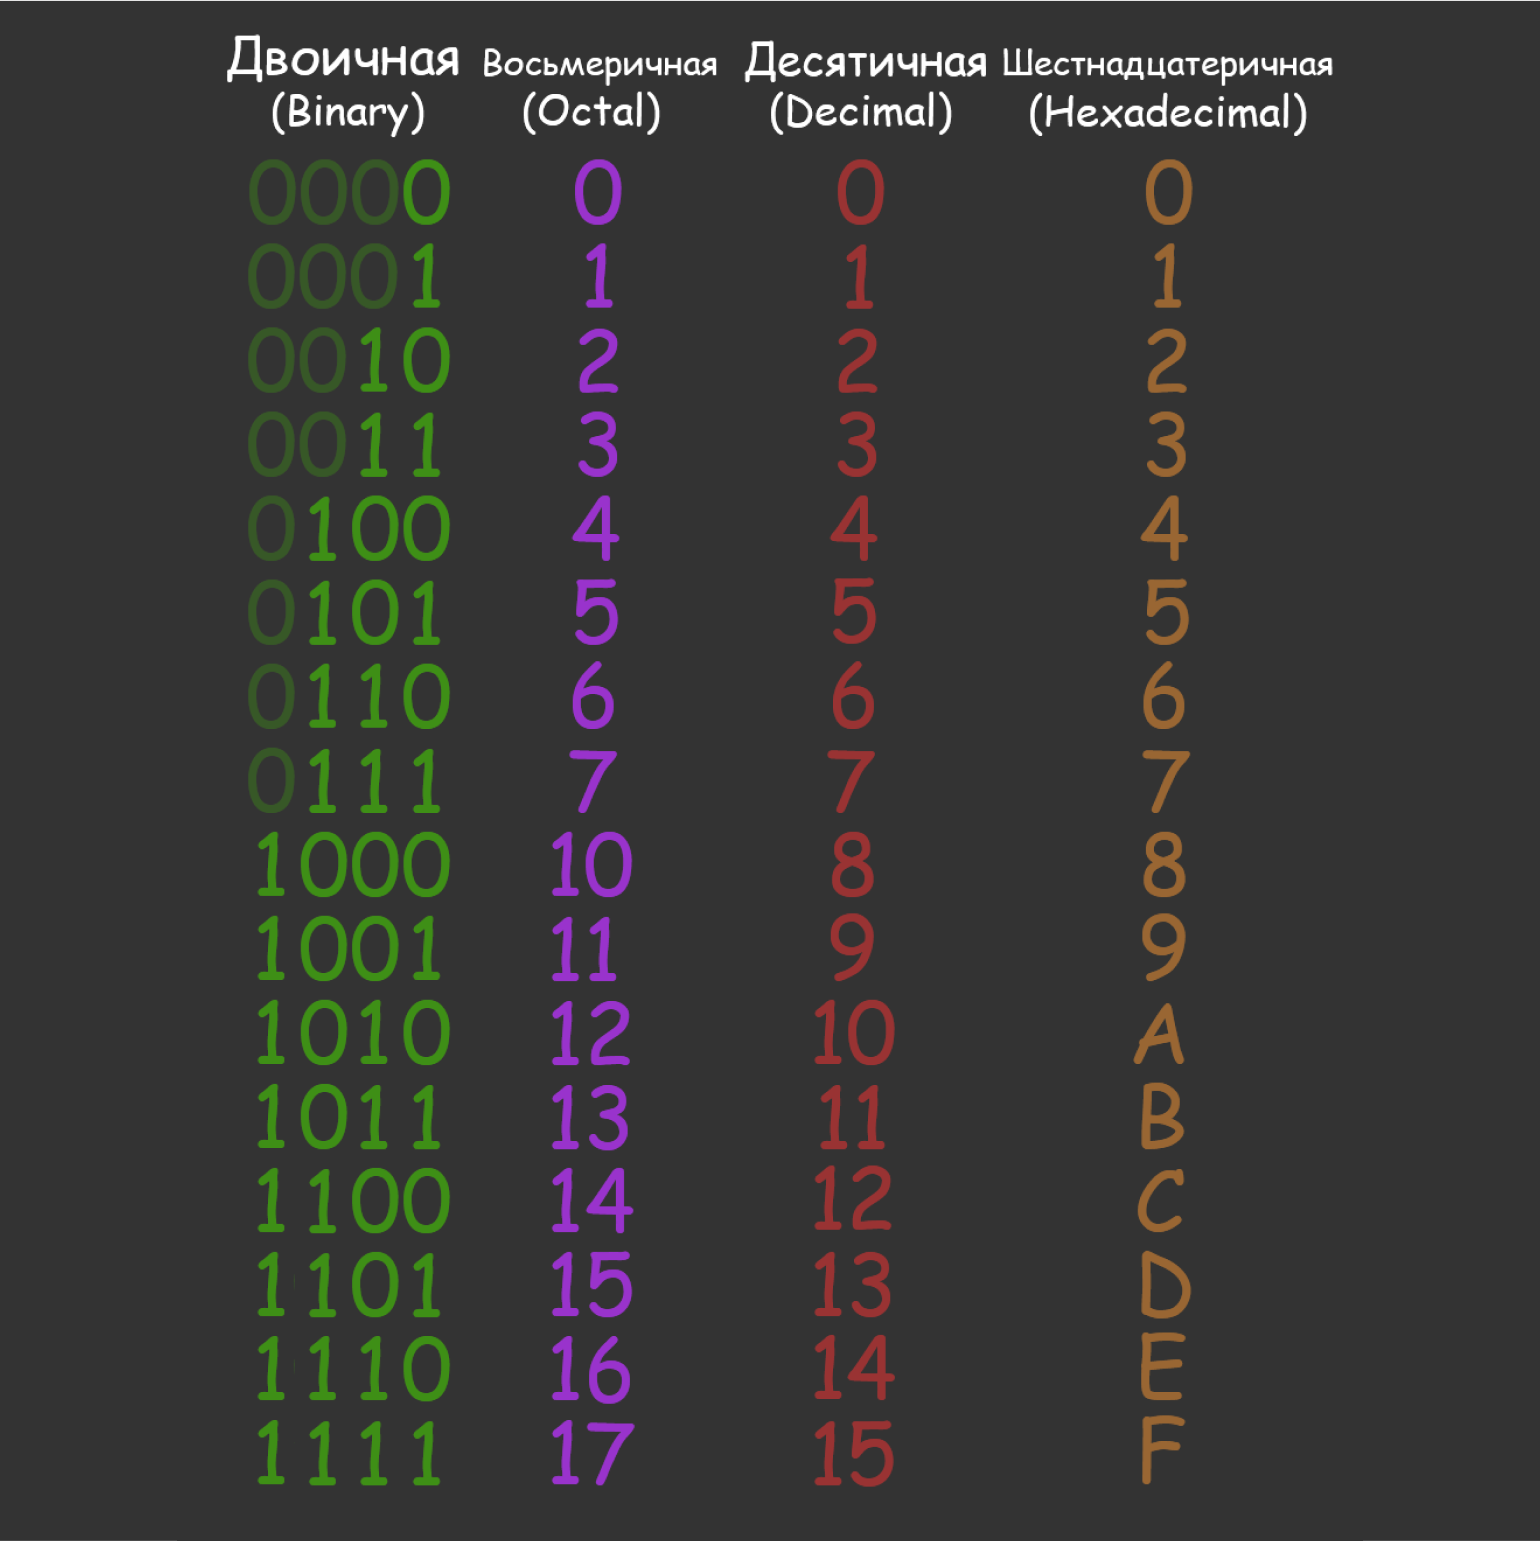 Двоичная Восьмеричная Десятичная Шестнадцатеричная
(Binary) (Octal) (Decimal) (Hexadecimal)
0000 0 0 0
0001 1 1 1
0010 2 2 2
0011 3 3 3
0100 4 4 4
0101 5 5 5
0110 6 6 6
0111 7 7 7
1000 10 8 8
1001 11 9 9
1010 12 10 A
1011 13 11 B
1100 14 12 C
1101 15 13 D
1110 16 14 E
1111 17 15 F